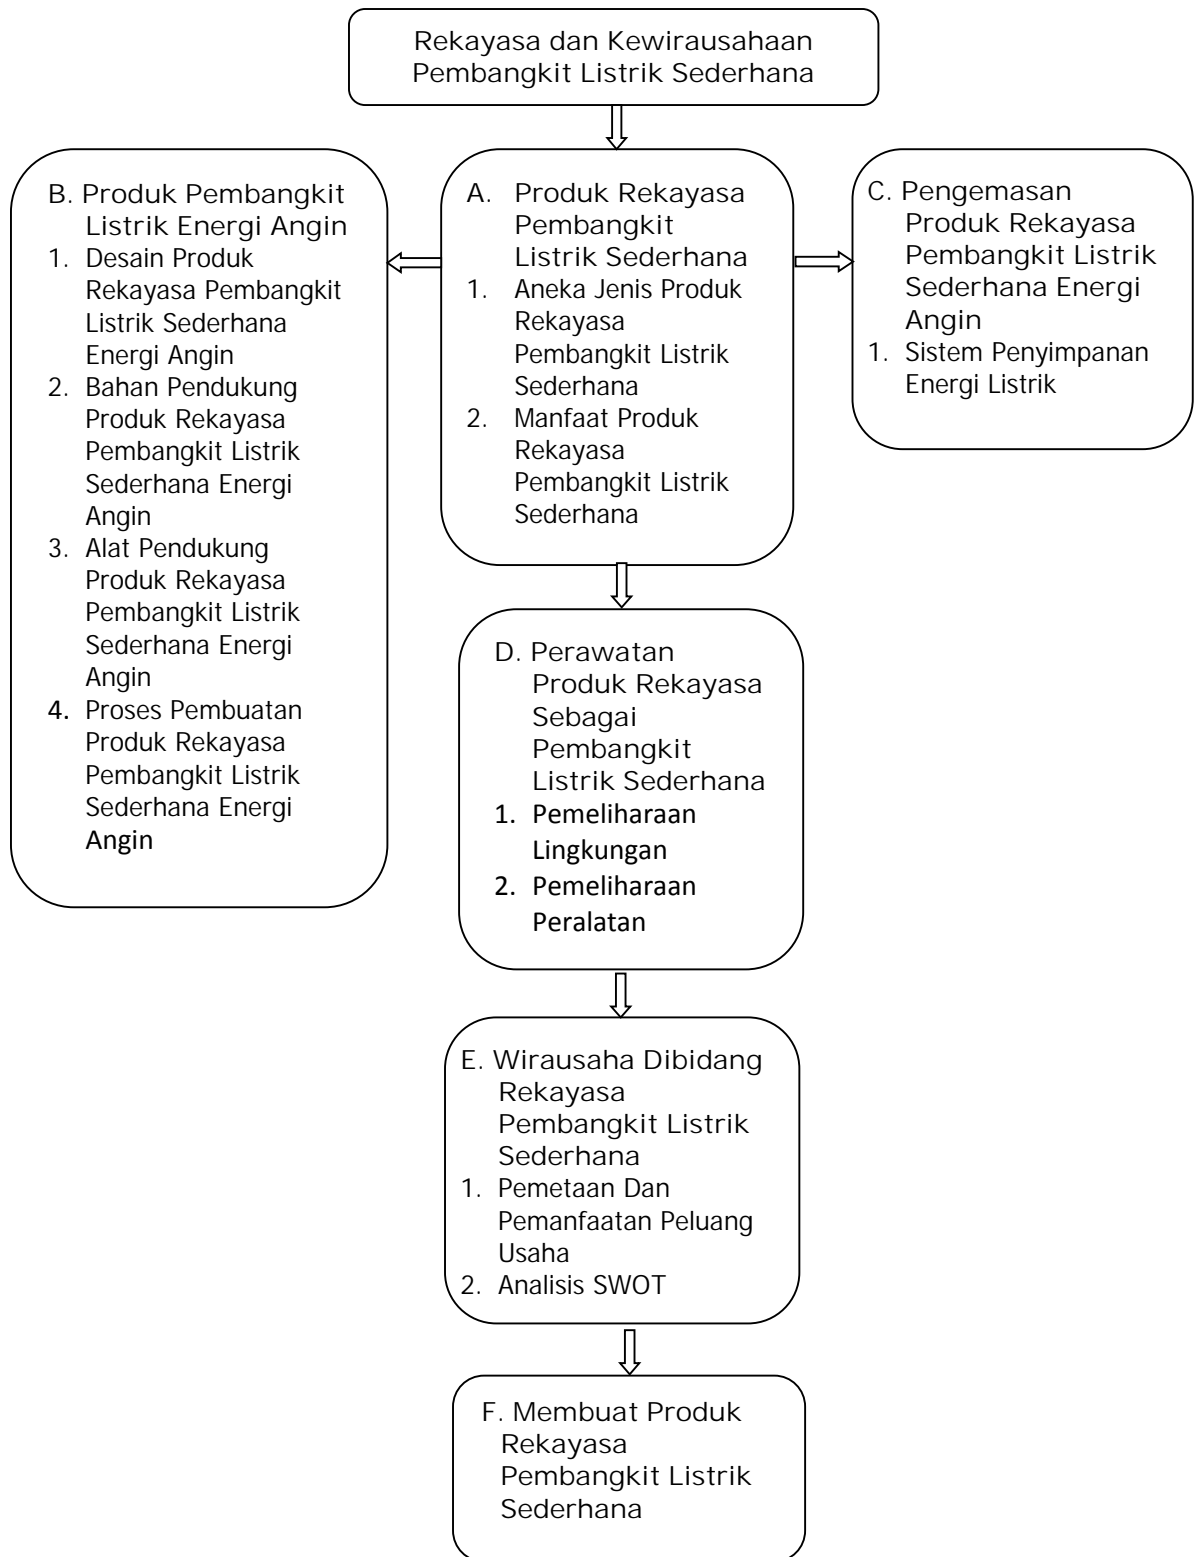 Rekayasa dan Kewirausahaan
Pembangkit Listrik Sederhana
B. Produk Pembangkit
Listrik Energi Angin
1. Desain Produk
Rekayasa Pembangkit
Listrik Sederhana
Energi Angin
2. Bahan Pendukung
Produk Rekayasa
Pembangkit Listrik
Sederhana Energi
Angin
3. Alat Pendukung
Produk Rekayasa
Pembangkit Listrik
Sederhana Energi
Angin
4. Proses Pembuatan
Produk Rekayasa
Pembangkit Listrik
Sederhana Energi
Angin
A. Produk Rekayasa
Pembangkit
Listrik Sederhana
1. Aneka Jenis Produk
Rekayasa
Pembangkit Listrik
Sederhana
2. Manfaat Produk
Rekayasa
Pembangkit Listrik
Sederhana
C. Pengemasan
Produk Rekayasa
Pembangkit Listrik
Sederhana Energi
Angin
1. Sistem Penyimpanan
Energi Listrik
D. Perawatan
Produk Rekayasa
Sebagai
Pembangkit
Listrik Sederhana
1. Pemeliharaan
Lingkungan
2. Pemeliharaan
Peralatan
E. Wirausaha Dibidang
Rekayasa
Pembangkit Listrik
Sederhana
1. Pemetaan Dan
Pemanfaatan Peluang
Usaha
2. Analisis SWOT
F. Membuat Produk
Rekayasa
Pembangkit Listrik
Sederhana